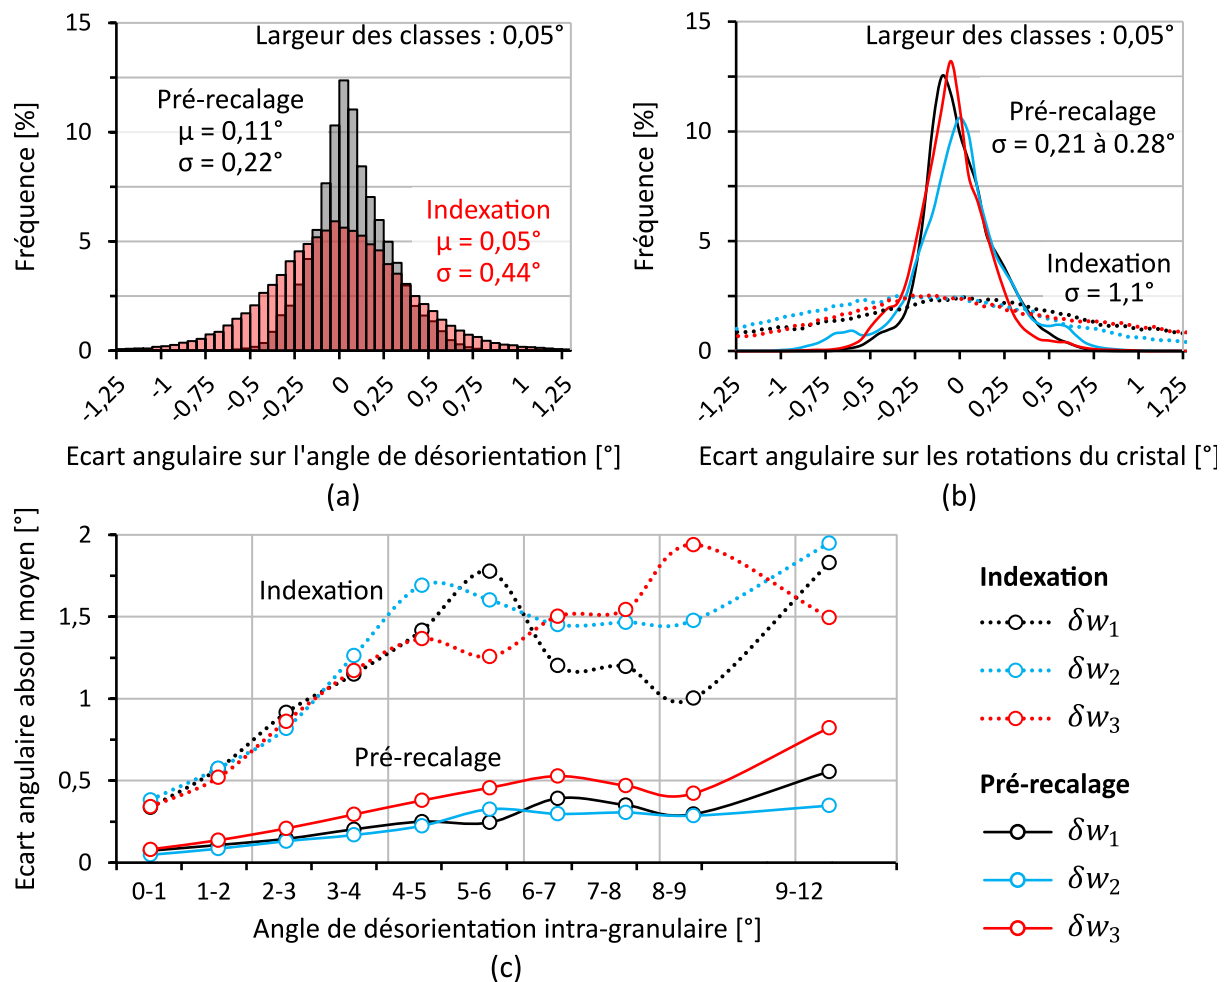 15
10
5
0
Fréquence [%]
Largeur des classes : 0,05°
Pré-recalage
µ = 0,11°
σ = 0,22°
Indexation
µ = 0,05°
σ = 0,44°
-1,25 -1 -0,75 -0,5 -0,25 0 0,25 0,5 0,75 1 1,25
Ecart angulaire sur l'angle de désorientation [°]
(a)
15
10
5
0
Fréquence [%]
Largeur des classes : 0,05°
Pré-recalage
σ = 0,21 à 0.28°
Indexation
σ = 1,1°
-1,25 -1 -0,75 -0,5 -0,25 0 0,25 0,5 0,75 1 1,25
Ecart angulaire sur les rotations du cristal [°]
(b)
2
1,5
1
0,5
0
Ecart angulaire absolu moyen [°]
Indexation
Pré-recalage
0-1 1-2 2-3 3-4 4-5 5-6 6-7 7-8 8-9 9-12
Angle de désorientation intra-granulaire [°]
(c)
Indexation
δw₁
δw₂
δw₃
Pré-recalage
δw₁
δw₂
δw₃